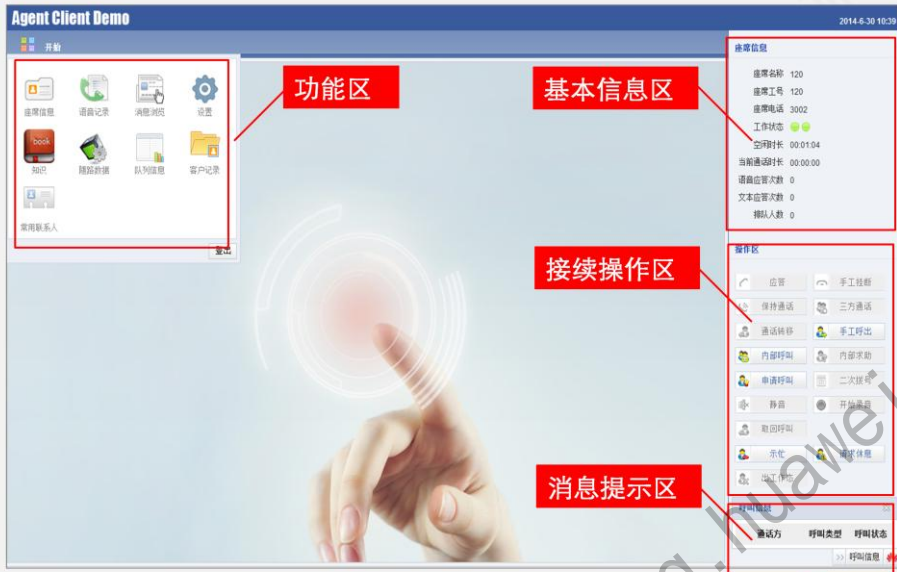 Agent Client Demo
2014-6-30 10:39
开始
座席信息 语音记录 消息浏览 设置
book
知识 随路数据 队列信息 客户记录
常用联系人
登出
功能区
基本信息区
接续操作区
消息提示区
座席信息
座席名称 120
座席工号 120
座席电话 3002
工作状态
空闲时长 00:01:04
当前通话时长 00:00:00
语音应答次数 0
文本应答次数 0
排队人数 0
操作区
应答 手工挂断
保持通话 三方通话
通话转移 手工呼出
内部呼叫 内部求助
申请呼叫 二次拨号
静音 开始录音
取回呼叫
示忙 请求休息
呼叫信息
通话方 呼叫类型 呼叫状态
>> 呼叫信息
g.huawei